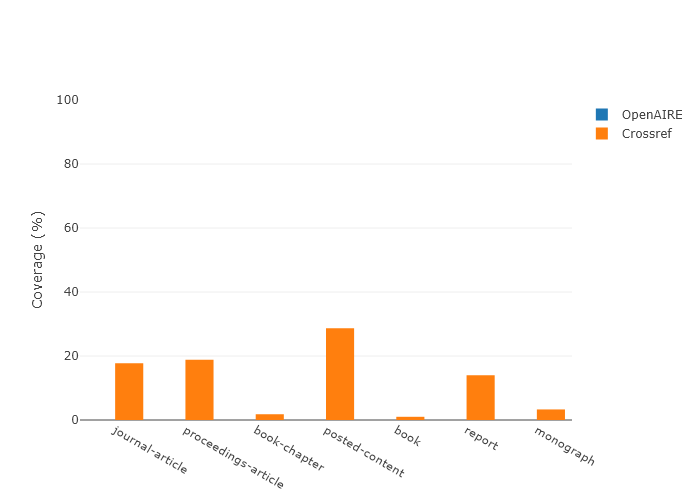 100
80
60
40
20
0
Coverage (%)
OpenAIRE
Crossref
journal-article
proceedings-article
book-chapter
posted-content
book
report
monograph